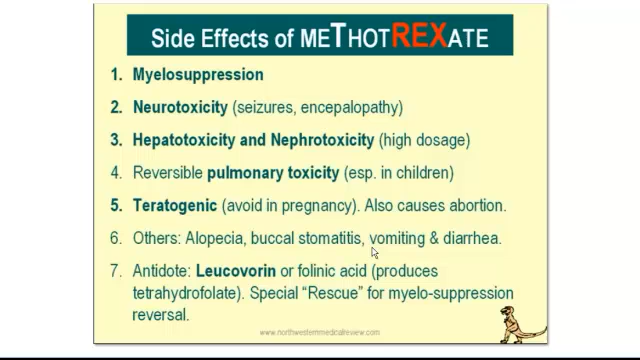 Side Effects of METHOTREXATE
1. Myelosuppression
2. Neurotoxicity (seizures, encepalopathy)
3. Hepatotoxicity and Nephrotoxicity (high dosage)
4. Reversible pulmonary toxicity (esp. in children)
5. Teratogenic (avoid in pregnancy). Also causes abortion.
6. Others: Alopecia, buccal stomatitis, vomiting & diarrhea.
7. Antidote: Leucovorin or folinic acid (produces
tetrahydrofolate). Special “Rescue” for myelo-suppression
reversal.
www.northwesternmedicalreview.com